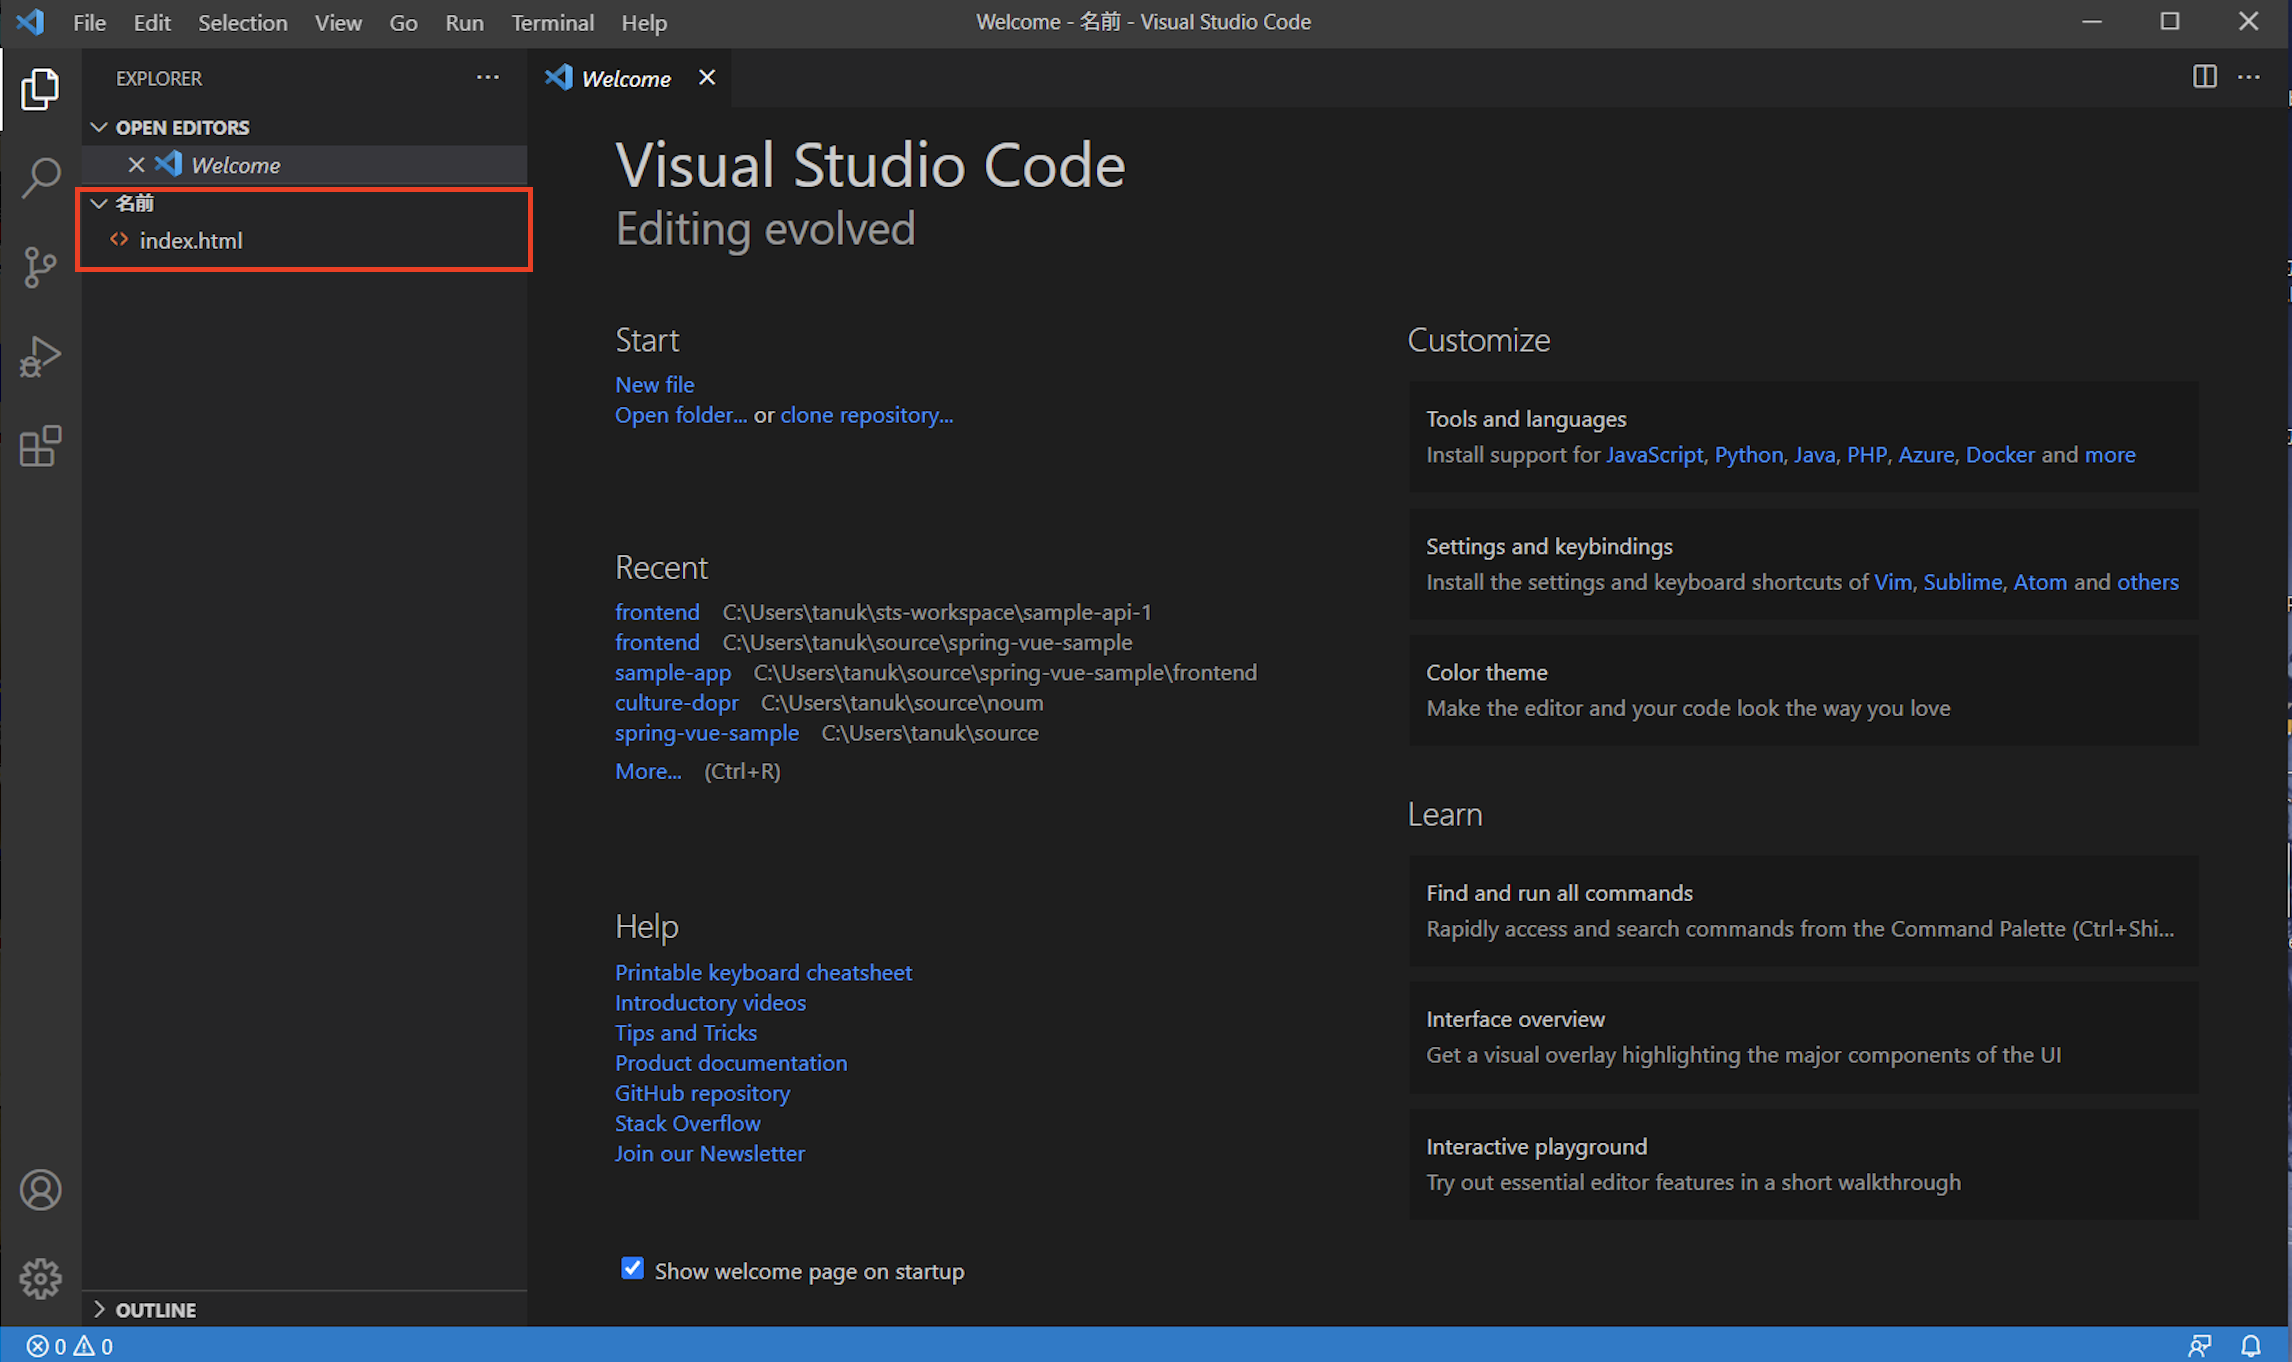 File Edit Selection View Go Run Terminal Help
Welcome - 名前 - Visual Studio Code
EXPLORER
OPEN EDITORS
Welcome
名前
index.html
OUTLINE
Welcome
Visual Studio Code
Editing evolved
Start
New file
Open folder... or clone repository...
Recent
frontend C:\Users\tanuk\sts-workspace\sample-api-1
frontend C:\Users\tanuk\source\spring-vue-sample
sample-app C:\Users\tanuk\source\spring-vue-sample\frontend
culture-dopr C:\Users\tanuk\source\noum
spring-vue-sample C:\Users\tanuk\source
More... (Ctrl+R)
Help
Printable keyboard cheatsheet
Introductory videos
Tips and Tricks
Product documentation
GitHub repository
Stack Overflow
Join our Newsletter
Show welcome page on startup
Customize
Tools and languages
Install support for JavaScript, Python, Java, PHP, Azure, Docker and more
Settings and keybindings
Install the settings and keyboard shortcuts of Vim, Sublime, Atom and others
Color theme
Make the editor and your code look the way you love
Learn
Find and run all commands
Rapidly access and search commands from the Command Palette (Ctrl+Shi...
Interface overview
Get a visual overlay highlighting the major components of the UI
Interactive playground
Try out essential editor features in a short walkthrough
0 0